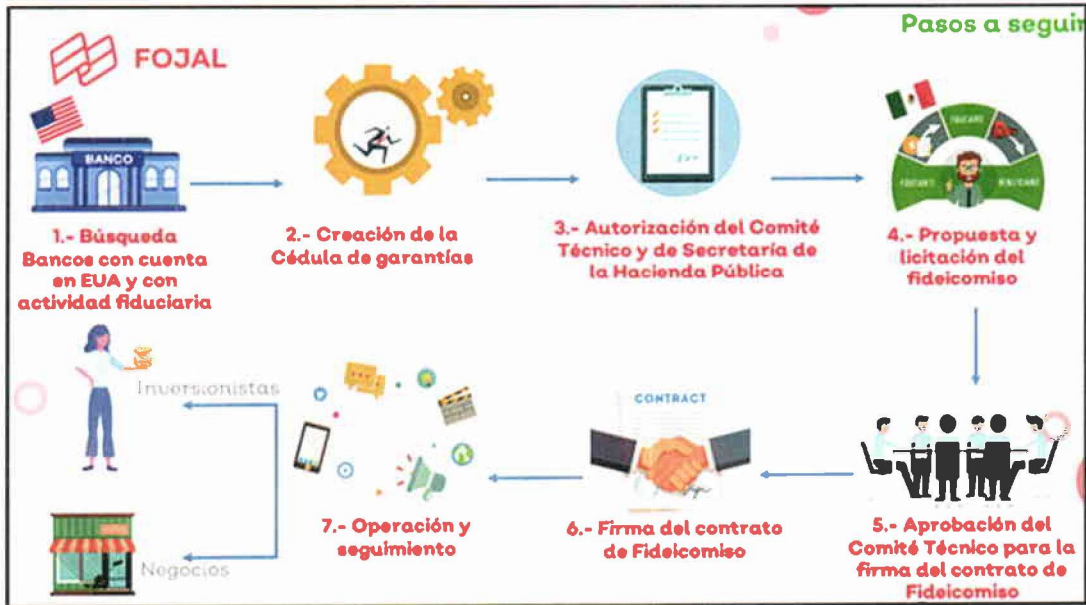 Pasos a seguir
FOJAL
BANCO
1.- Búsqueda
Bancos con cuenta
en EUA y con
actividad fiduciaria
2.- Creación de la
Cédula de garantías
3.- Autorización del Comité
Técnico y de Secretaría de
la Hacienda Pública
4.- Propuesta y
licitación del
fideicomiso
5.- Aprobación del
Comité Técnico para la
firma del contrato de
Fideicomiso
CONTRACT
6.- Firma del contrato
de Fideicomiso
7.- Operación y
seguimiento
Inversionistas
Negocios